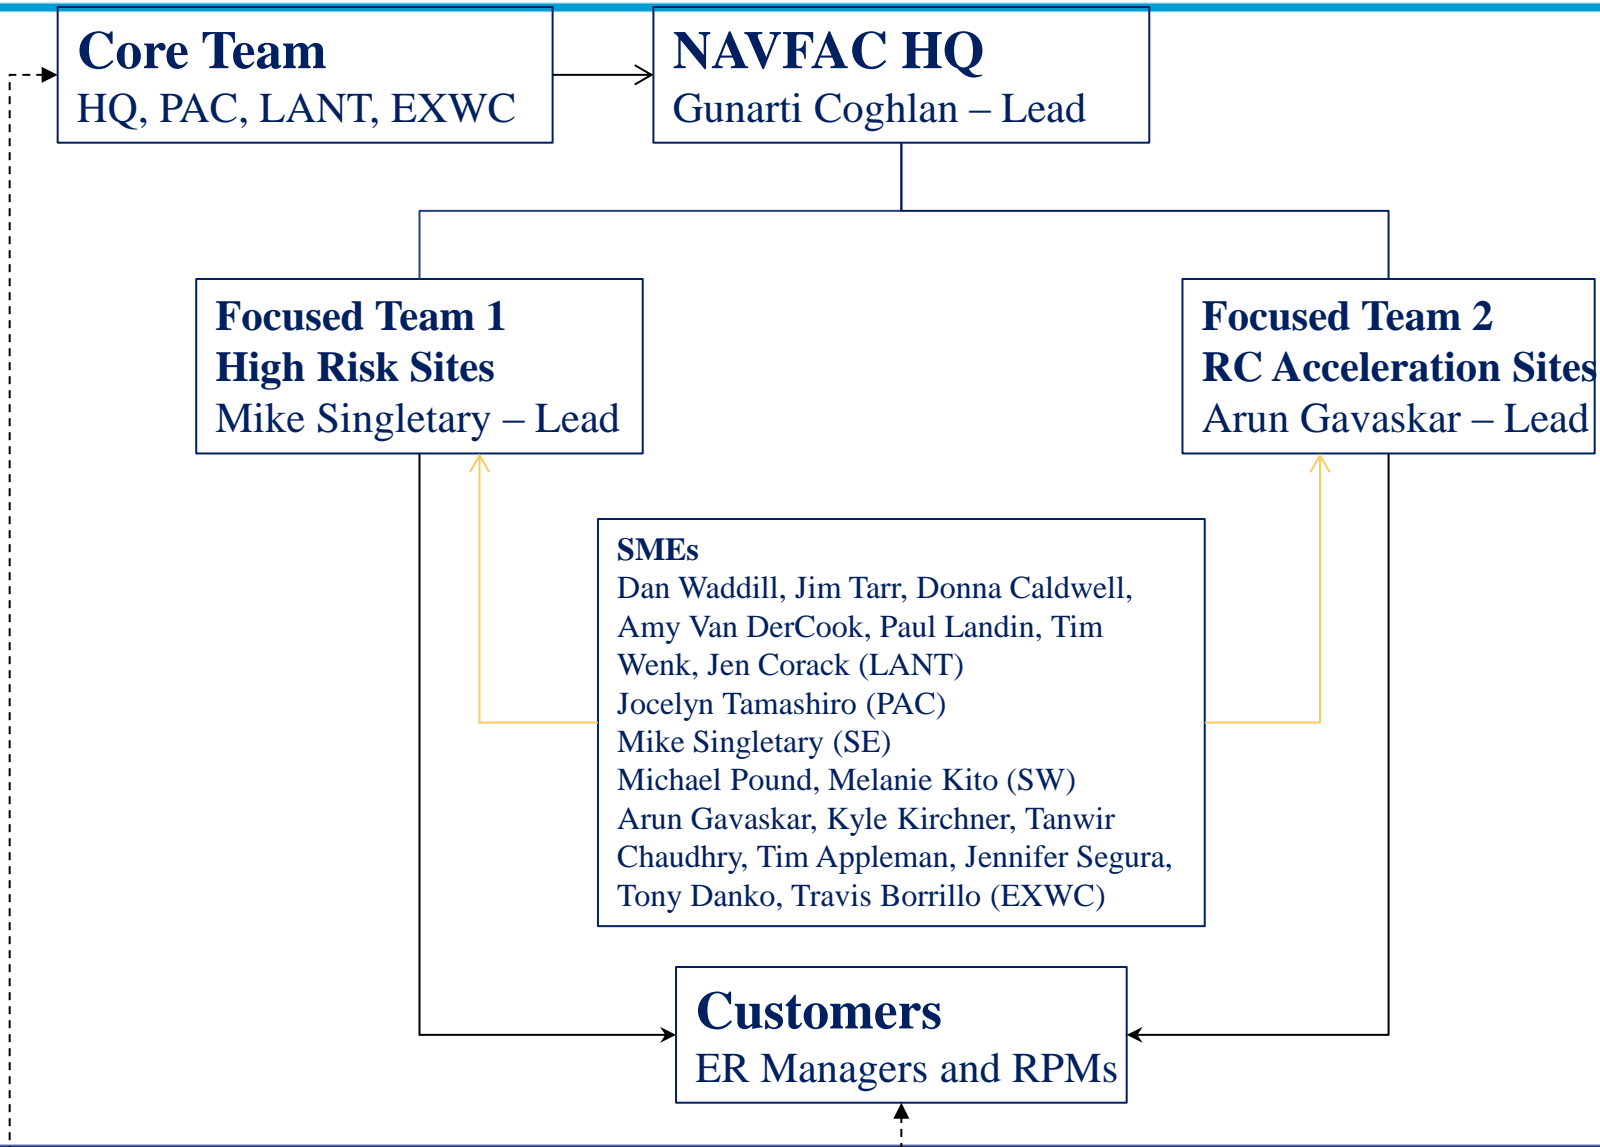 Core Team
HQ, PAC, LANT, EXWC
NAVFAC HQ
Gunarti Coghlan – Lead
Focused Team 1
High Risk Sites
Mike Singletary – Lead
Focused Team 2
RC Acceleration Sites
Arun Gavaskar – Lead
SMEs
Dan Waddill, Jim Tarr, Donna Caldwell,
Amy Van DerCook, Paul Landin, Tim
Wenk, Jen Corack (LANT)
Jocelyn Tamashiro (PAC)
Mike Singletary (SE)
Michael Pound, Melanie Kito (SW)
Arun Gavaskar, Kyle Kirchner, Tanwir
Chaudhry, Tim Appleman, Jennifer Segura,
Tony Danko, Travis Borrillo (EXWC)
Customers
ER Managers and RPMs